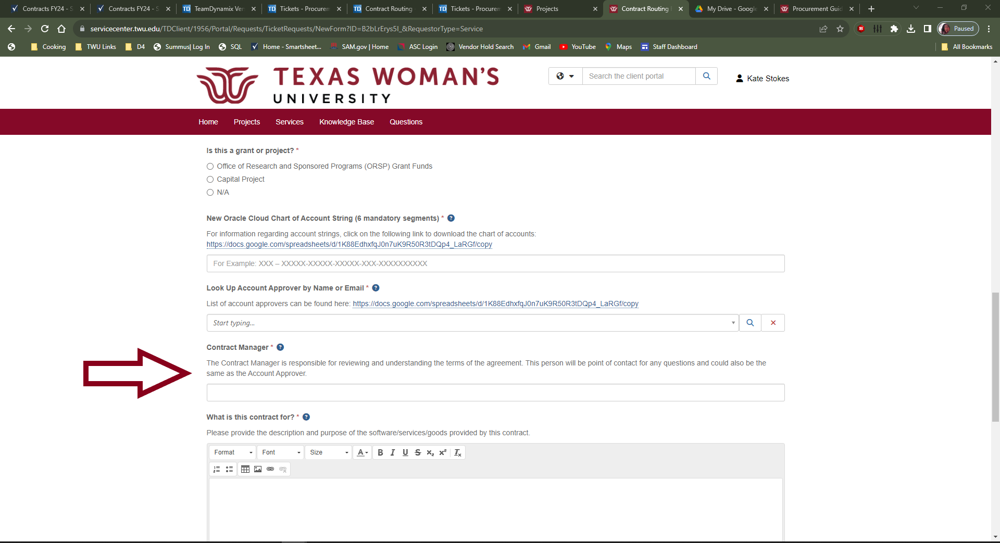 Contracts FY24 - S
Contracts FY24 - S
TeamDynamix Ver
Tickets - Procurem
Contract Routing
Tickets - Procurem
Projects
Contract Routing
My Drive - Google
Procurement Guid
servicecenter.twu.edu/TDClient/1956/Portal/Requests/TicketRequests/NewForm?ID=B2bLrErys5I_&RequestorType=Service
Paused
Cooking
TWU Links
D4
Summus| Log In
SQL
Home - Smartsheet...
SAM.gov | Home
ASC Login
Vendor Hold Search
Gmail
YouTube
Maps
Staff Dashboard
All Bookmarks
TEXAS WOMAN'S
UNIVERSITY
Search the client portal
Kate Stokes
Home
Projects
Services
Knowledge Base
Questions
Is this a grant or project? *
Office of Research and Sponsored Programs (ORSP) Grant Funds
Capital Project
N/A
New Oracle Cloud Chart of Account String (6 mandatory segments) * ?
For information regarding account strings, click on the following link to download the chart of accounts:
https://docs.google.com/spreadsheets/d/1K88EdhxfqJ0n7uK9R50R3tDQp4_LaRGf/copy
For Example: XXX – XXXXX-XXXXX-XXXXX-XXX-XXXXXXXXXX
Look Up Account Approver by Name or Email * ?
List of account approvers can be found here: https://docs.google.com/spreadsheets/d/1K88EdhxfqJ0n7uK9R50R3tDQp4_LaRGf/copy
Start typing...
Contract Manager * ?
The Contract Manager is responsible for reviewing and understanding the terms of the agreement. This person will be point of contact for any questions and could also be the
same as the Account Approver.
What is this contract for? * ?
Please provide the description and purpose of the software/services/goods provided by this contract.
Format
Font
Size